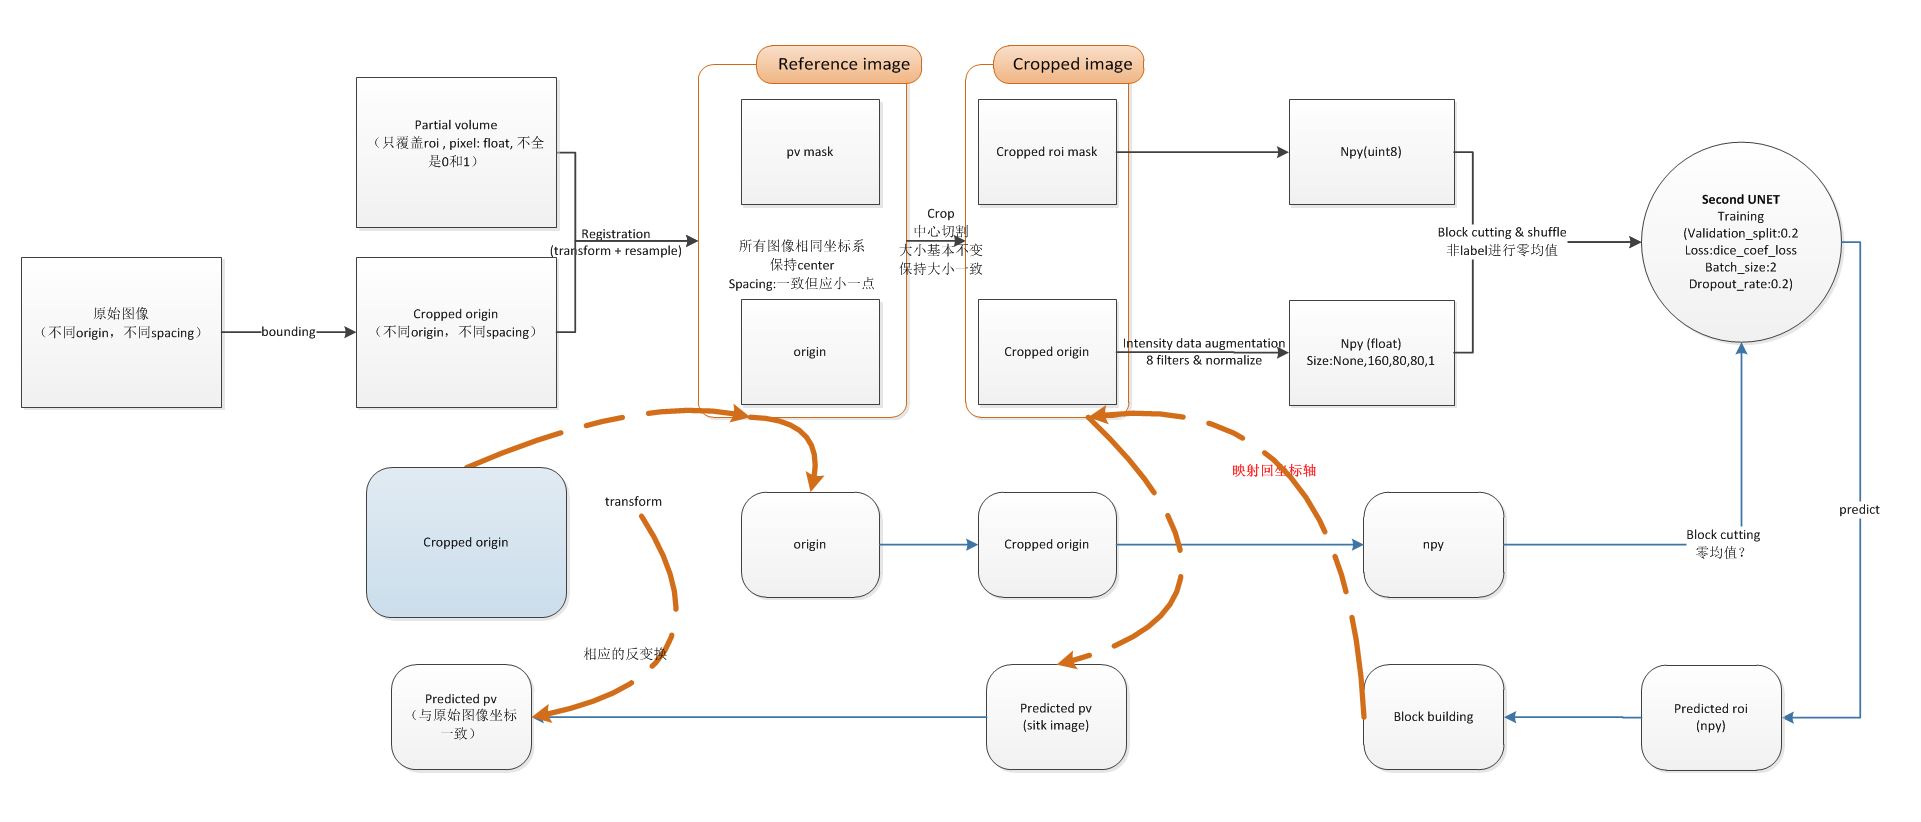 Reference image
Cropped image
Partial volume
（只覆盖roi , pixel: float, 不全
是0和1）
pv mask
Cropped roi mask
Npy(uint8)
Second UNET
Training
(Validation_split:0.2
Loss:dice_coef_loss
Batch_size:2
Dropout_rate:0.2)
Registration
(transform + resample)
所有图像相同坐标系
保持center
Spacing:一致但应小一点
Crop
中心切割
大小基本不变
保持大小一致
Block cutting & shuffle
非label进行零均值
原始图像
（不同origin，不同spacing）
bounding
Cropped origin
（不同origin，不同spacing）
origin
Cropped origin
Intensity data augmentation
8 filters & normalize
Npy (float)
Size:None,160,80,80,1
映射回坐标轴
transform
Cropped origin
origin
Cropped origin
npy
Block cutting
零均值？
predict
相应的反变换
Predicted pv
（与原始图像坐标
一致）
Predicted pv
(sitk image)
Block building
Predicted roi
(npy)